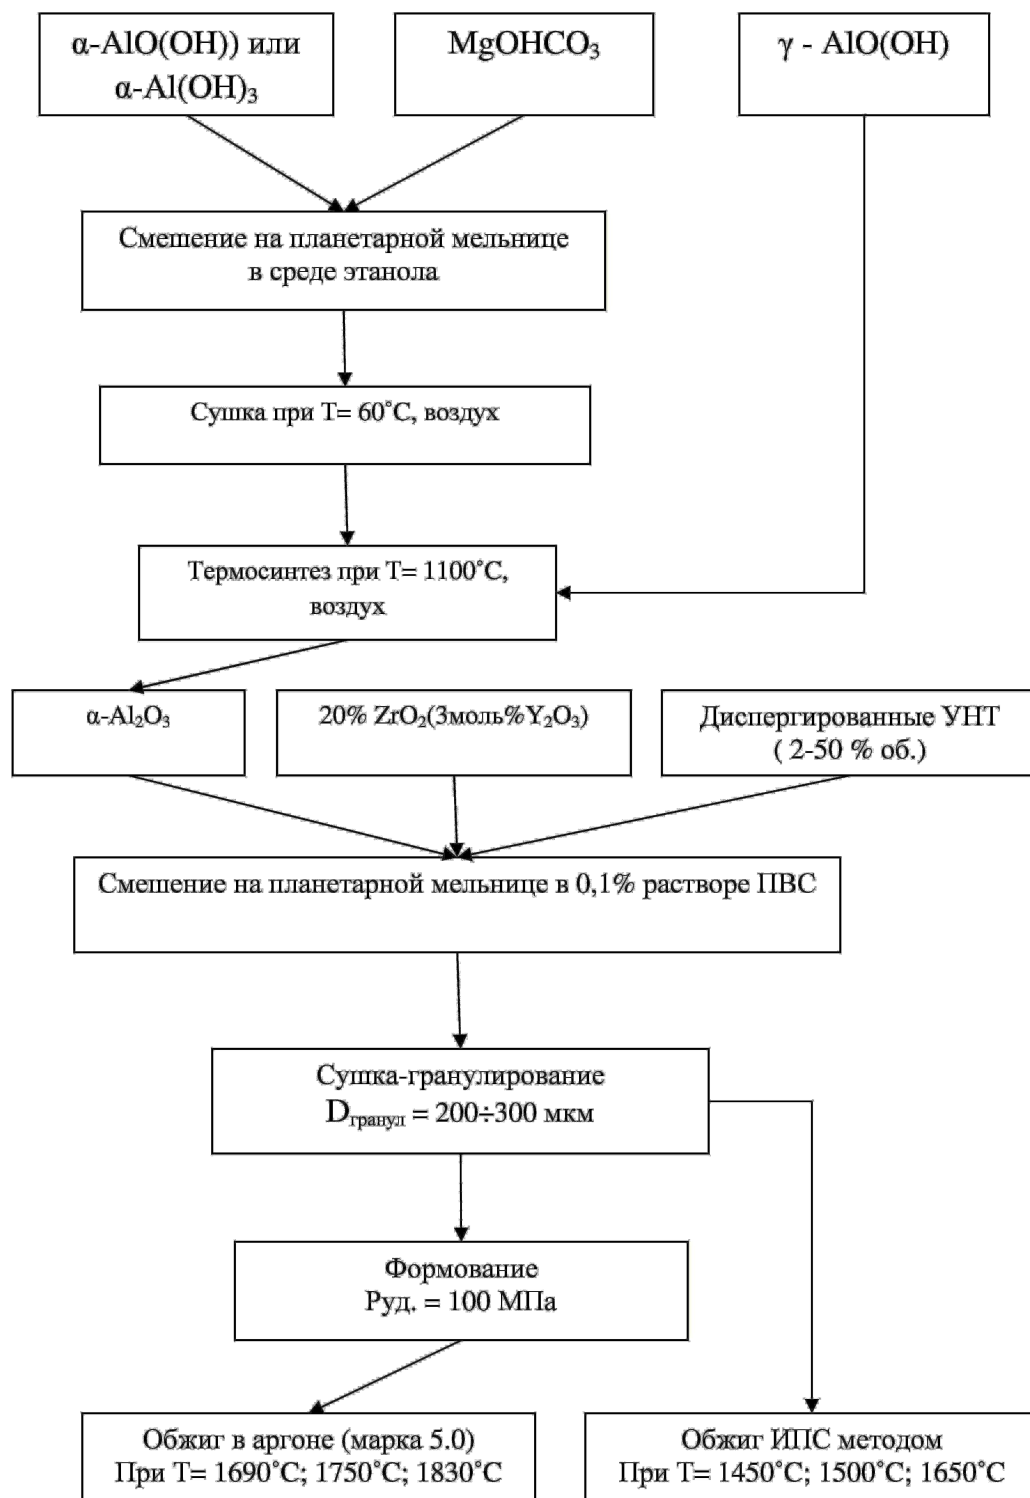 α-AlO(OH)) или
α-Al(OH)₃
MgOHCO₃
γ - AlO(OH)
Смешение на планетарной мельнице
в среде этанола
Сушка при Т= 60˚С, воздух
Термосинтез при Т= 1100˚С,
воздух
α-Al₂O₃
20% ZrO₂(3моль%Y₂O₃)
Диспергированные УНТ
( 2-50 % об.)
Смешение на планетарной мельнице в 0,1% растворе ПВС
Сушка-гранулирование
Dгранул = 200÷300 мкм
Формование
Руд. = 100 МПа
Обжиг в аргоне (марка 5.0)
При Т= 1690˚С; 1750˚С; 1830˚С
Обжиг ИПС методом
При Т= 1450˚С; 1500˚С; 1650˚С